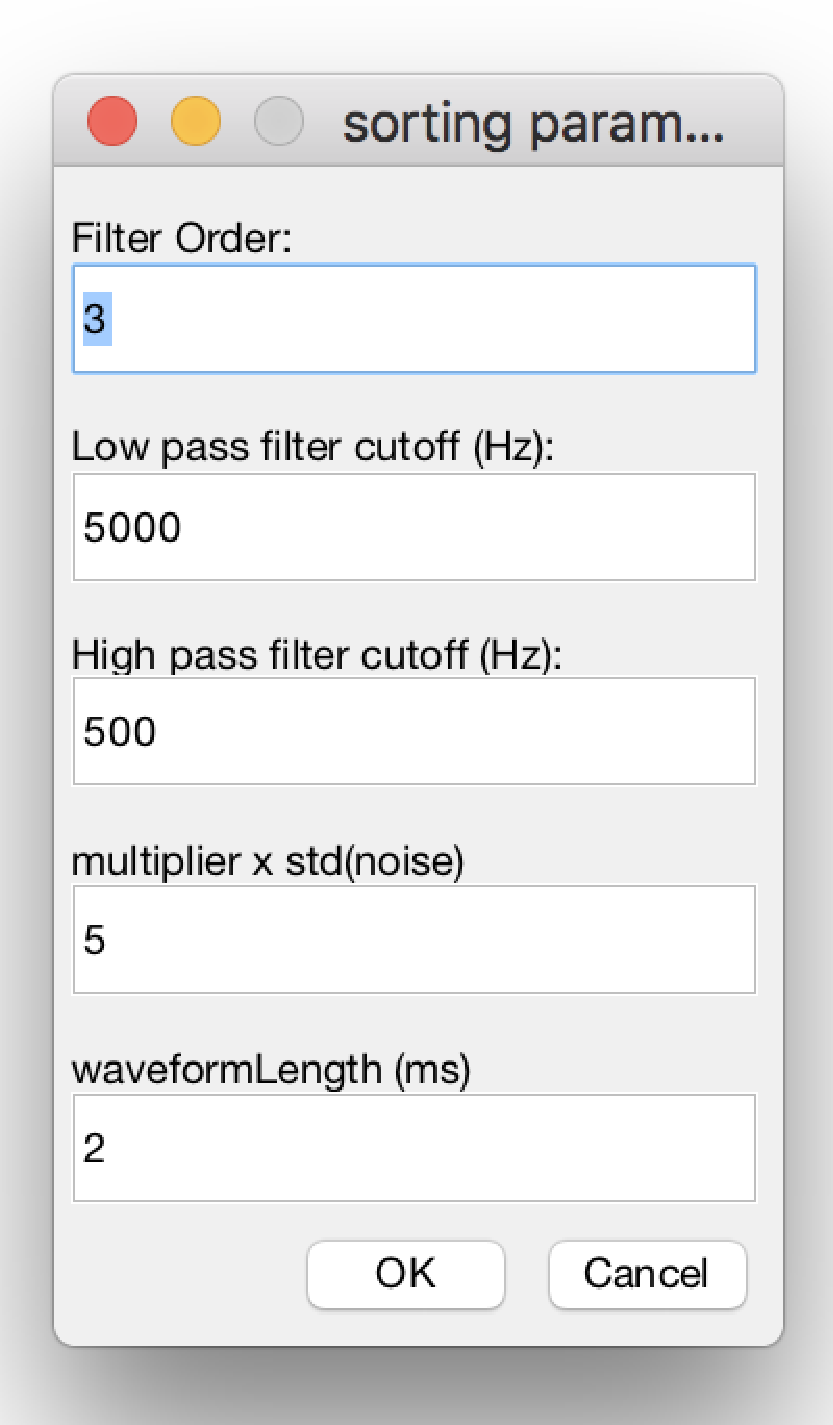 sorting param...
Filter Order:
3
Low pass filter cutoff (Hz):
5000
High pass filter cutoff (Hz):
500
multiplier x std(noise)
5
waveformLength (ms)
2
OK
Cancel